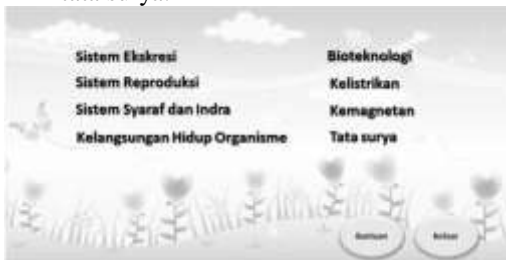 Sistem Ekskresi
Sistem Reproduksi
Sistem Syaraf dan Indra
Kelangsungan Hidup Organisme
Bioteknologi
Kelistrikan
Kemagnetan
Tata surya